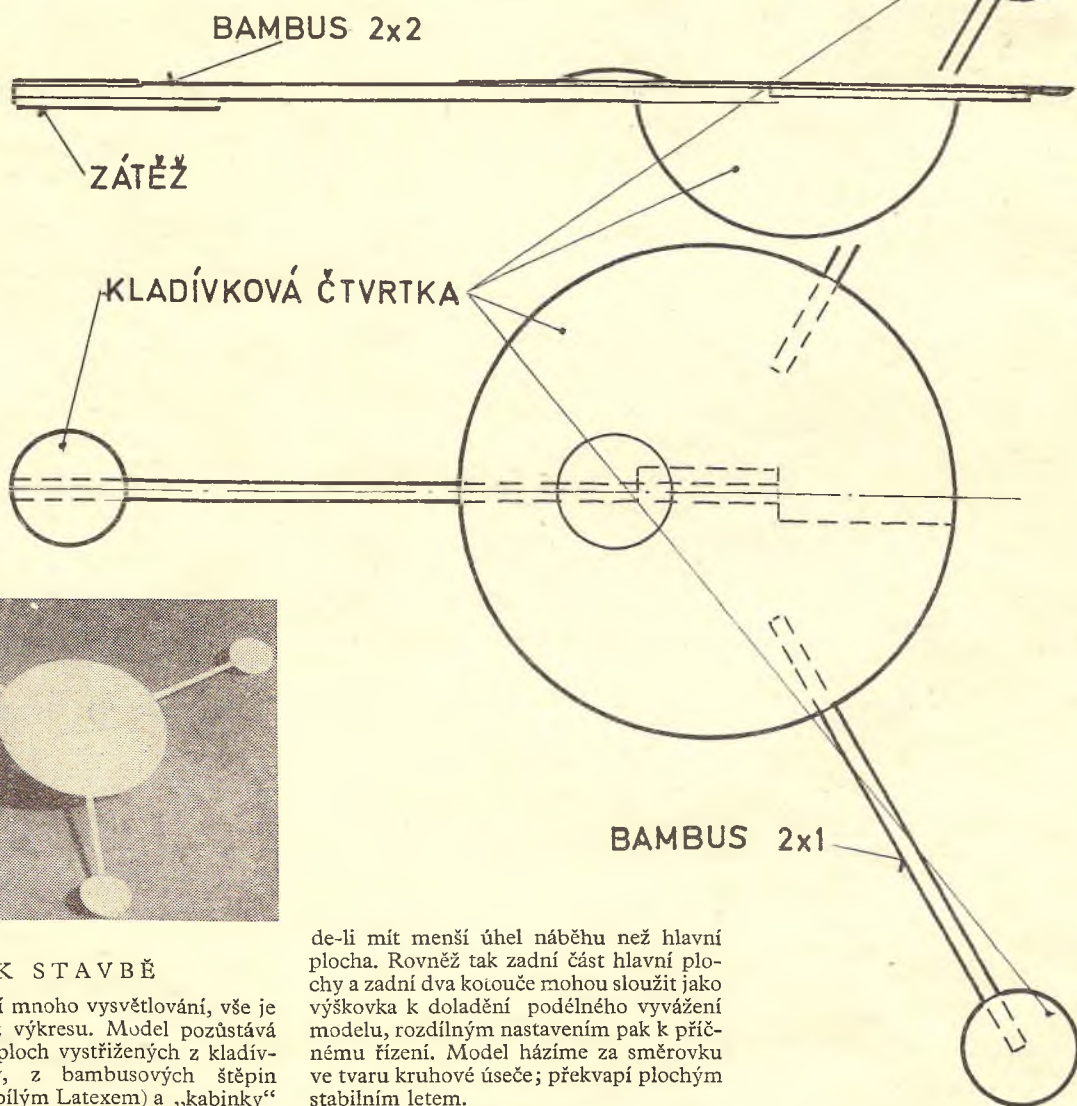 BAMBUS 2x2
ZÁTĚŽ
KLADÍVKOVÁ ČTVRTKA
BAMBUS 2x1
K STAVBĚ
í mnoho vysvětlování, vše je
výkresu. Model pozůstává
ploch vystřižených z kladív-
z bambusových štěpin
bílým Latexem) a „kabinky“
de-li mít menší úhel náběhu než hlavní
plocha. Rovněž tak zadní část hlavní plo-
chy a zadní dva kotouče mohou sloužit jako
výškovka k doladění podélného vyvážení
modelu, rozdílným nastavením pak k příč-
nému řízení. Model házíme za směrovku
ve tvaru kruhové úseče; překvapí plochým
stabilním letem.